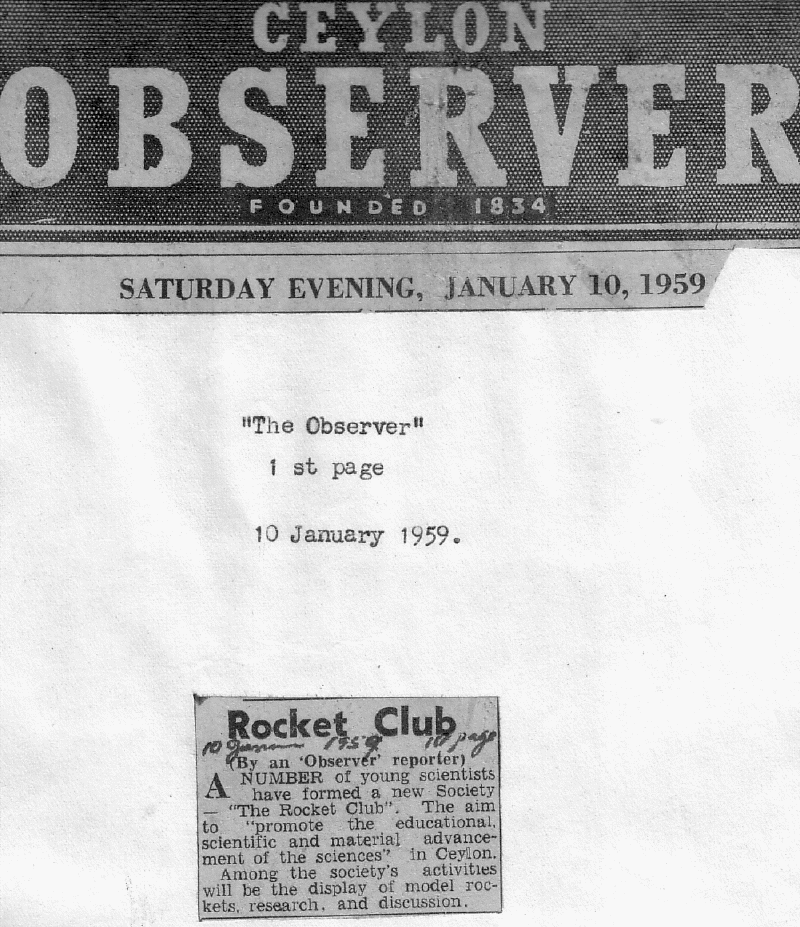 CEYLON
OBSERVER
FOUNDED 1834
SATURDAY EVENING, JANUARY 10, 1959
"The Observer"
1 st page
10 January 1959.
Rocket Club
10 1959 page
(By an 'Observer' reporter)
A NUMBER of young scientists
have formed a new Society
— "The Rocket Club". The aim
to "promote the educational,
scientific and material advance-
ment of the sciences" in Ceylon.
Among the society's activities
will be the display of model roc-
kets, research, and discussion.